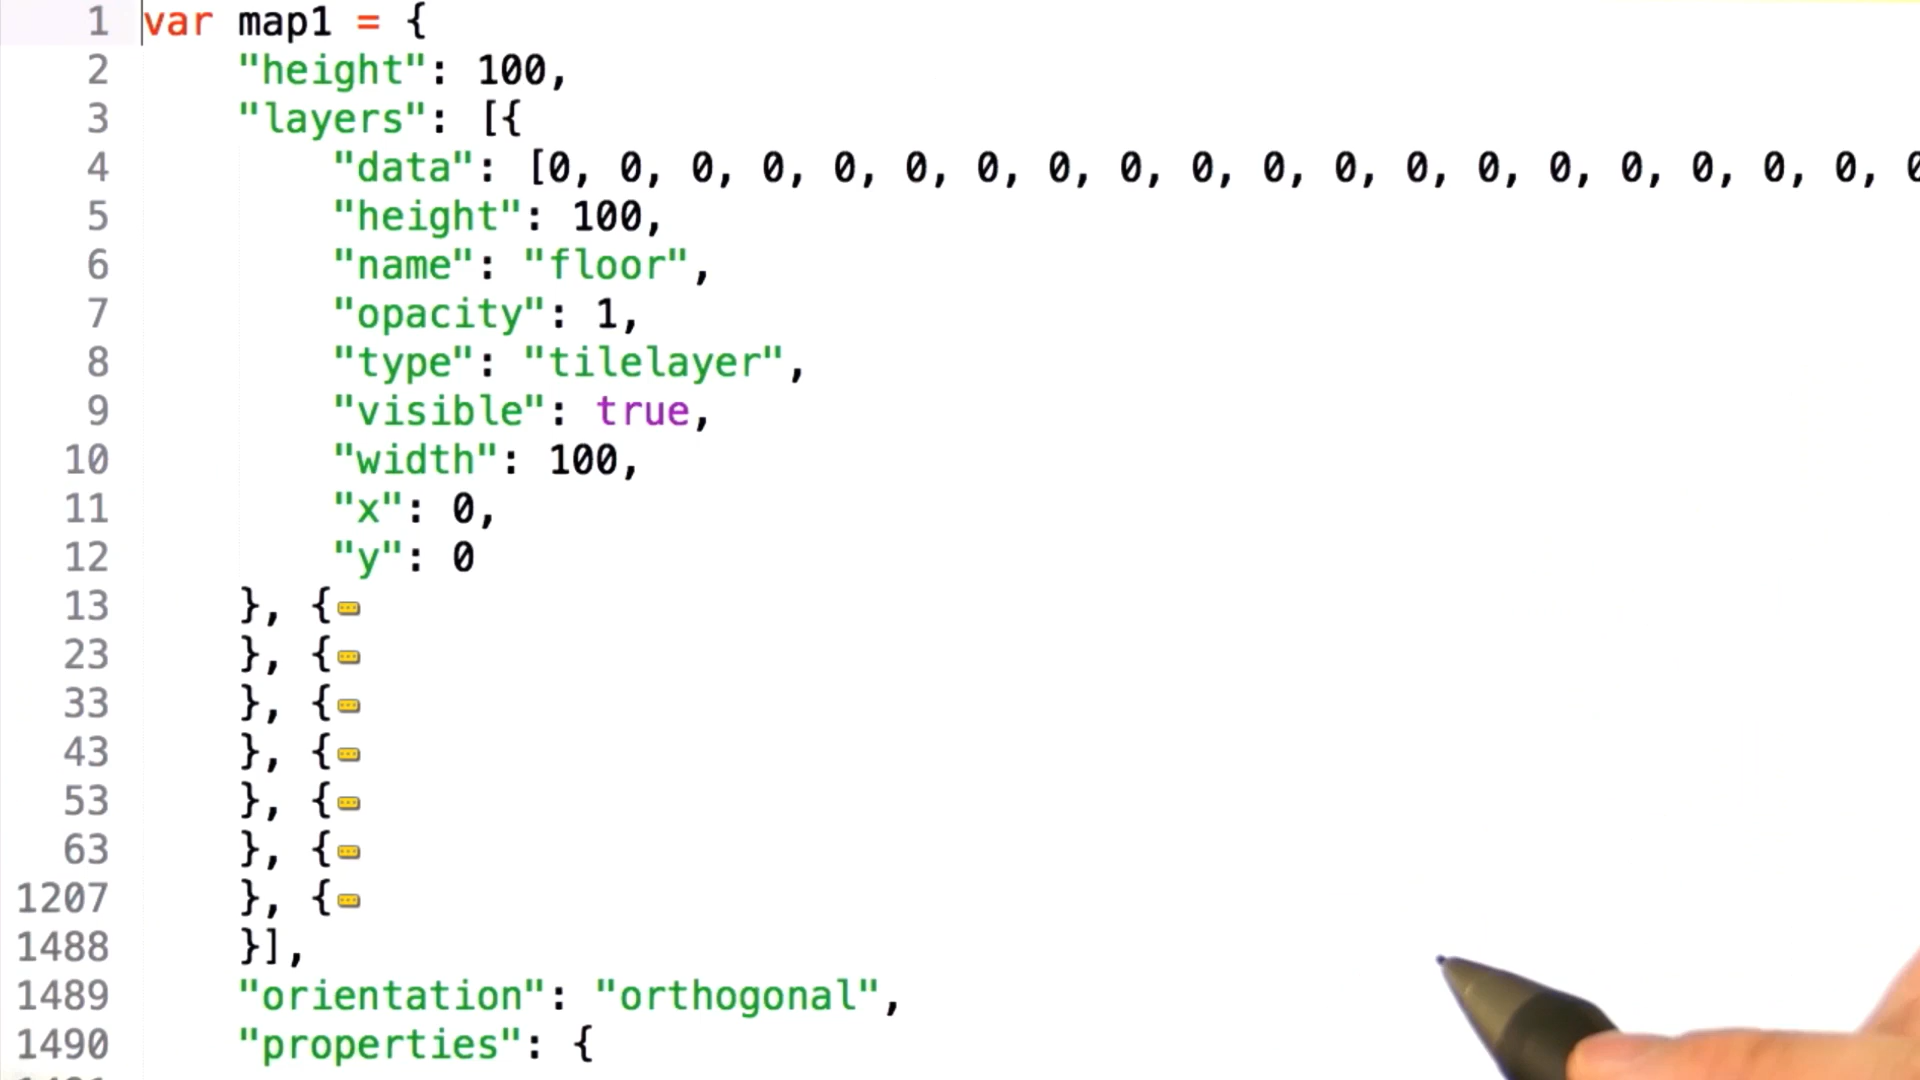 1 var map1 = {
2 "height": 100,
3 "layers": [{
4 "data": [0, 0, 0, 0, 0, 0, 0, 0, 0, 0, 0, 0, 0, 0, 0, 0, 0, 0, 0, 0
5 "height": 100,
6 "name": "floor",
7 "opacity": 1,
8 "type": "tilelayer",
9 "visible": true,
10 "width": 100,
11 "x": 0,
12 "y": 0
13 }, {
23 }, {
33 }, {
43 }, {
53 }, {
63 }, {
1207 }, {
1488 }],
1489 "orientation": "orthogonal",
1490 "properties": {